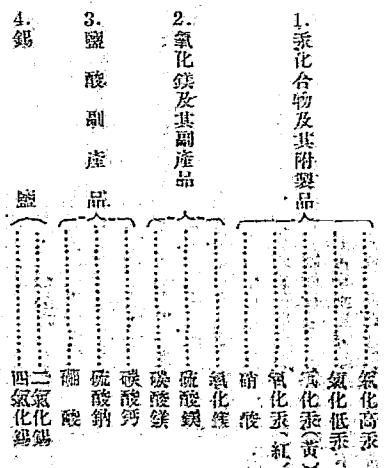 1.汞化合物及其附製品
氯化高汞
氯化低汞
氧化汞(黃
氧化汞(紅
硝酸
2.氧化鎂及其副產品
氧化鎂
硫酸鎂
碳酸鎂
3.鹽酸副產品
碳酸鈣
硫酸鈉
硼酸
4.錫鹽
二氯化錫
四氯化錫